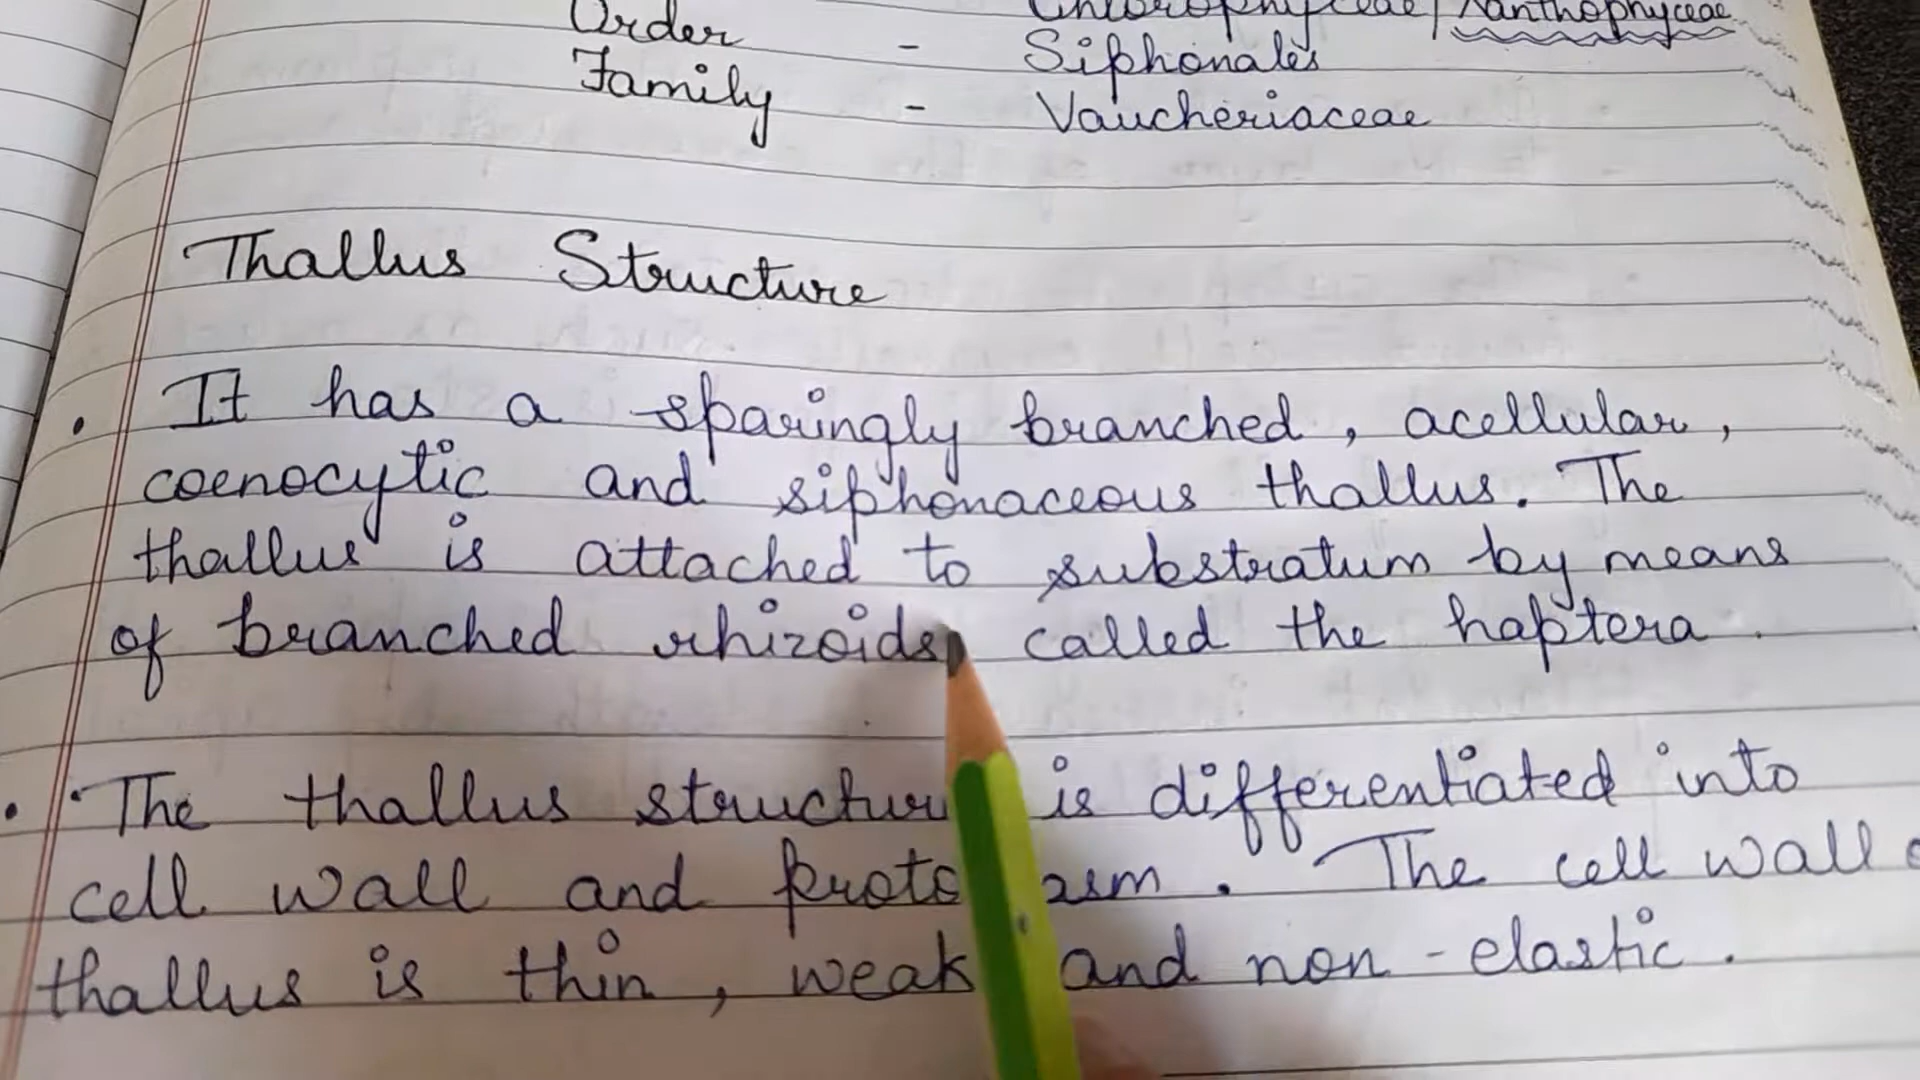 Order - Chlorophyceae / Xanthophyceae
Family - Siphonales
- Vaucheriaceae
Thallus Structure
• It has a sparingly branched, acellular,
coenocytic and siphonaceous thallus. The
thallus is attached to substratum by means
of branched rhizoids called the haptera.
• The thallus is differentiated into
cell wall and . The cell wall
thallus is thin, weak and non-elastic.